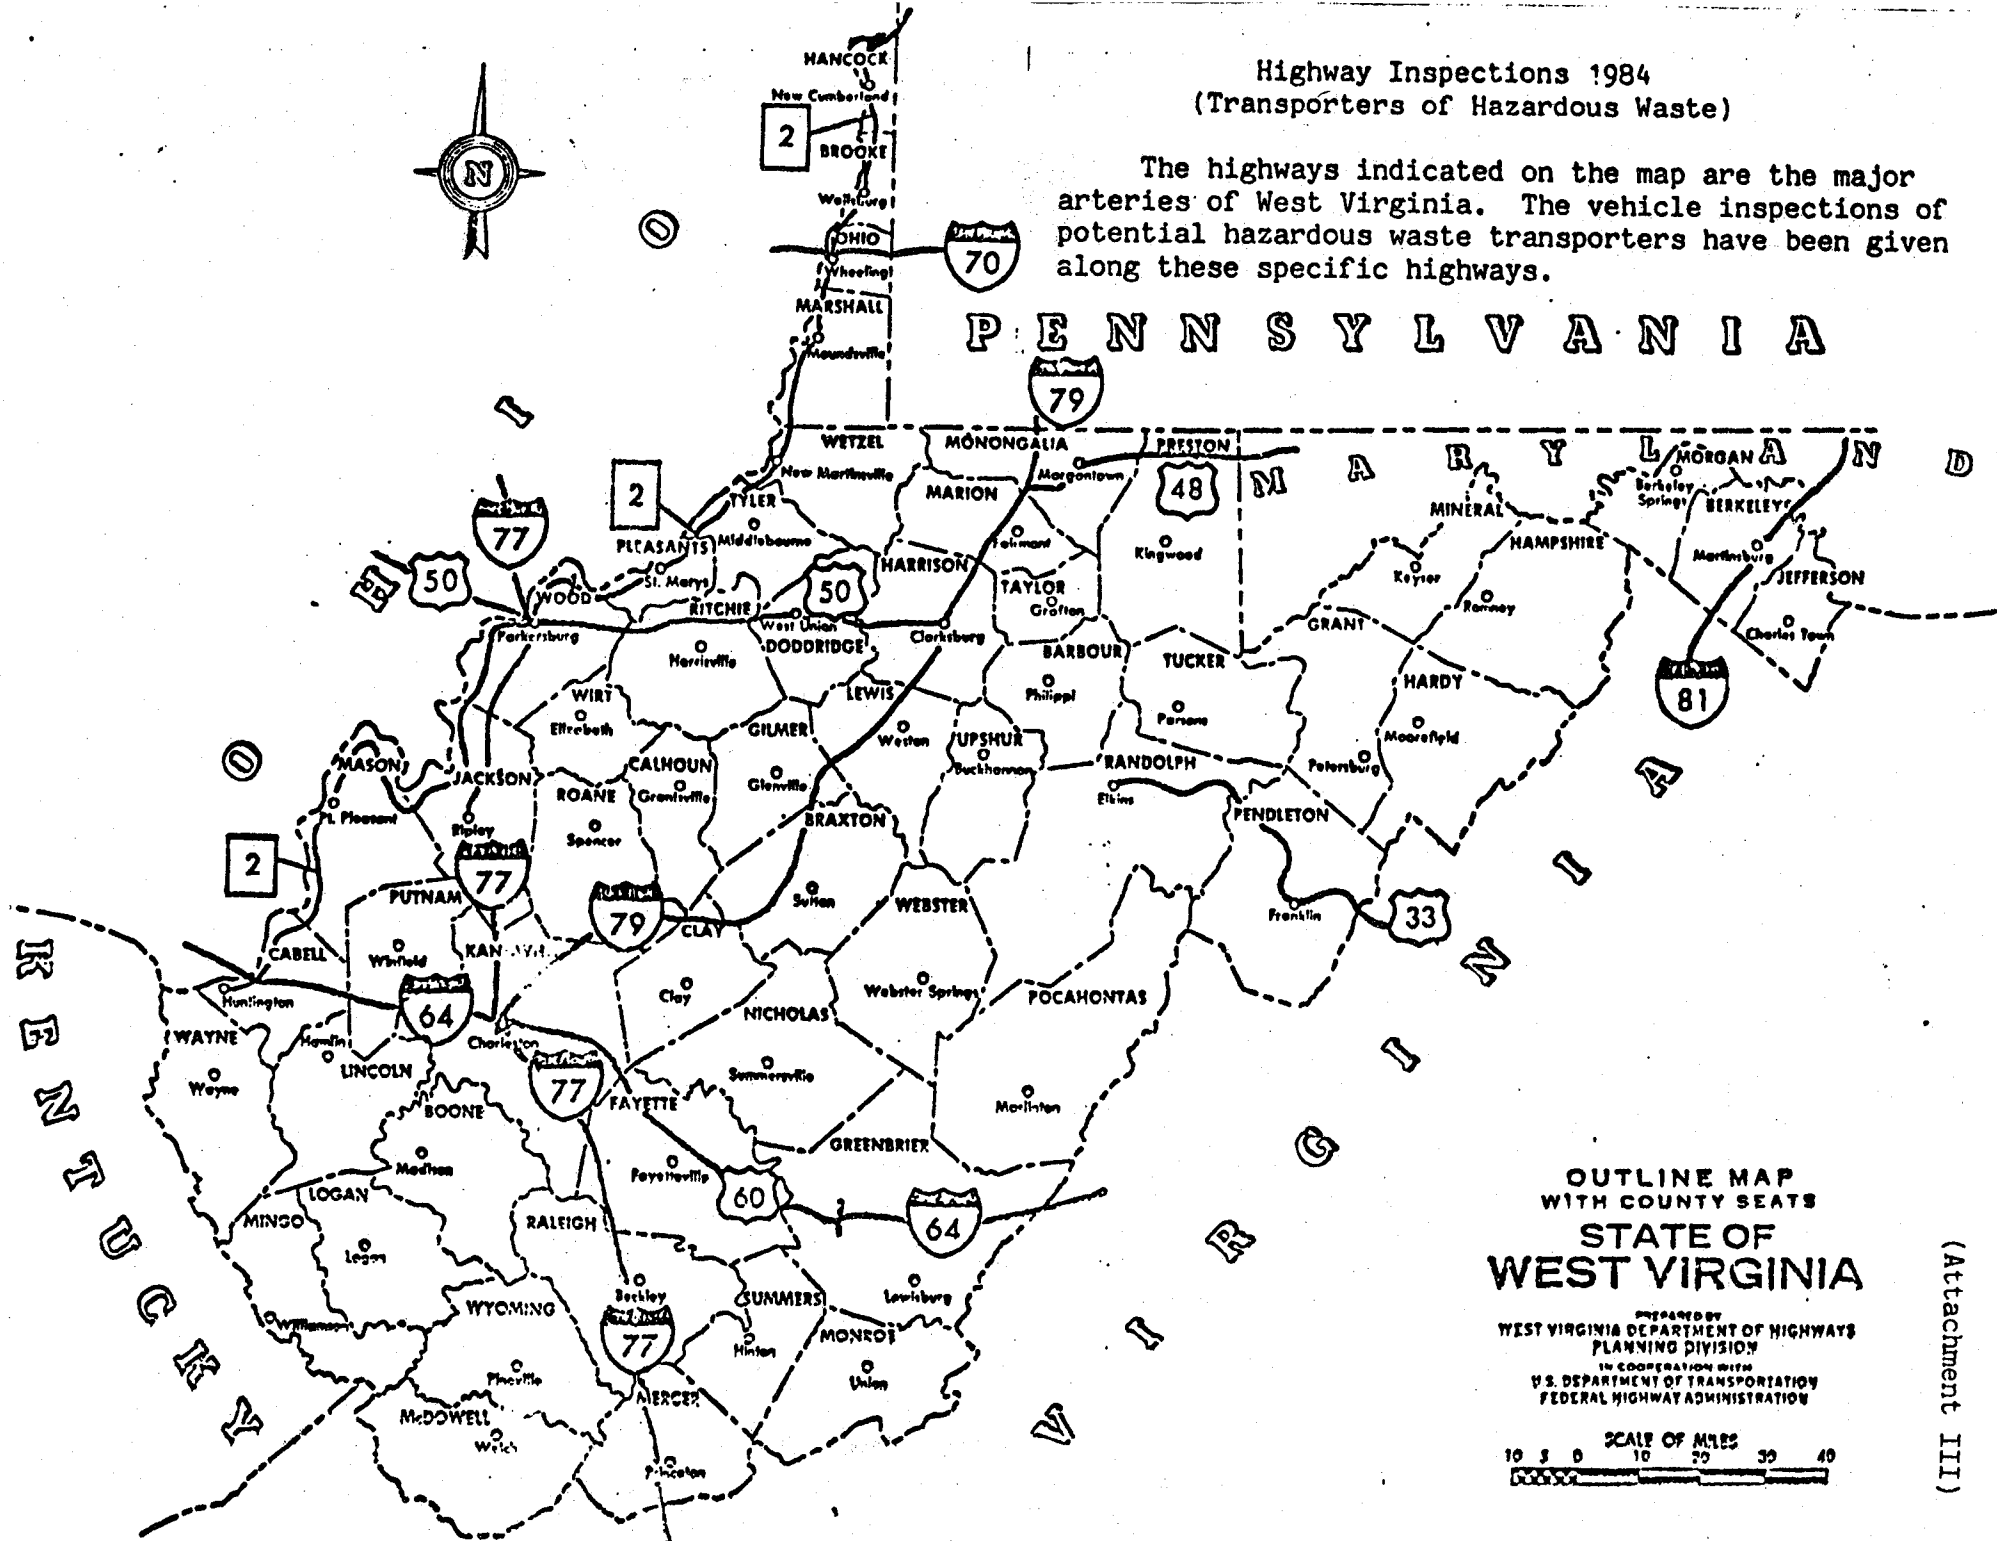 Highway Inspections 1984
(Transporters of Hazardous Waste)
The highways indicated on the map are the major
arteries of West Virginia. The vehicle inspections of
potential hazardous waste transporters have been given
along these specific highways.
HANCOCK
New Cumberland
2
BROOKE
Wellsburg
N
OHIO
70
Wheeling
MARSHALL
Moundsville
PENNSYLVANIA
79
OHIO
WETZEL
MONONGALIA
PRESTON
MARYLAND
New Martinsville
Morgantown
48
MORGAN
Berkeley
Springs
BERKELEY
2
TYLER
MARION
MINERAL
77
Middlebourne
PLEASANTS
Fairmont
Kingwood
HAMPSHIRE
Martinsburg
50
St. Marys
HARRISON
Keyser
JEFFERSON
WOOD
RITCHIE
50
TAYLOR
Grafton
Romney
GRANT
Parkersburg
West Union
Clarksburg
Charles Town
Harrisville
DODDRIDGE
BARBOUR
TUCKER
HARDY
81
WIRT
LEWIS
Philippi
Elizabeth
GILMER
Weston
UPSHUR
Parsons
Moorefield
MASON
JACKSON
CALHOUN
Buckhannon
RANDOLPH
Petersburg
ROANE
Grantsville
Glenville
Elkins
Pt. Pleasant
Ripley
Spencer
BRAXTON
PENDLETON
2
77
PUTNAM
79
Sutton
WEBSTER
Franklin
33
CLAY
CABELL
Winfield
KANAWHA
Huntington
64
Clay
Webster Springs
POCAHONTAS
WAYNE
Hamlin
Charleston
NICHOLAS
LINCOLN
Wayne
77
Summersville
BOONE
FAYETTE
Marlinton
KENTUCKY
VIRGINIA
Madison
Fayetteville
GREENBRIER
LOGAN
60
MINGO
RALEIGH
64
Logan
Beckley
SUMMERS
Lewisburg
WYOMING
Williamson
77
Hinton
MONROE
Pineville
Union
MERCER
McDOWELL
Welch
Princeton
OUTLINE MAP
WITH COUNTY SEATS
STATE OF
WEST VIRGINIA
PREPARED BY
WEST VIRGINIA DEPARTMENT OF HIGHWAYS
PLANNING DIVISION
IN COOPERATION WITH
U.S. DEPARTMENT OF TRANSPORTATION
FEDERAL HIGHWAY ADMINISTRATION
SCALE OF MILES
10 5 0 10 20 30 40
(Attachment III)